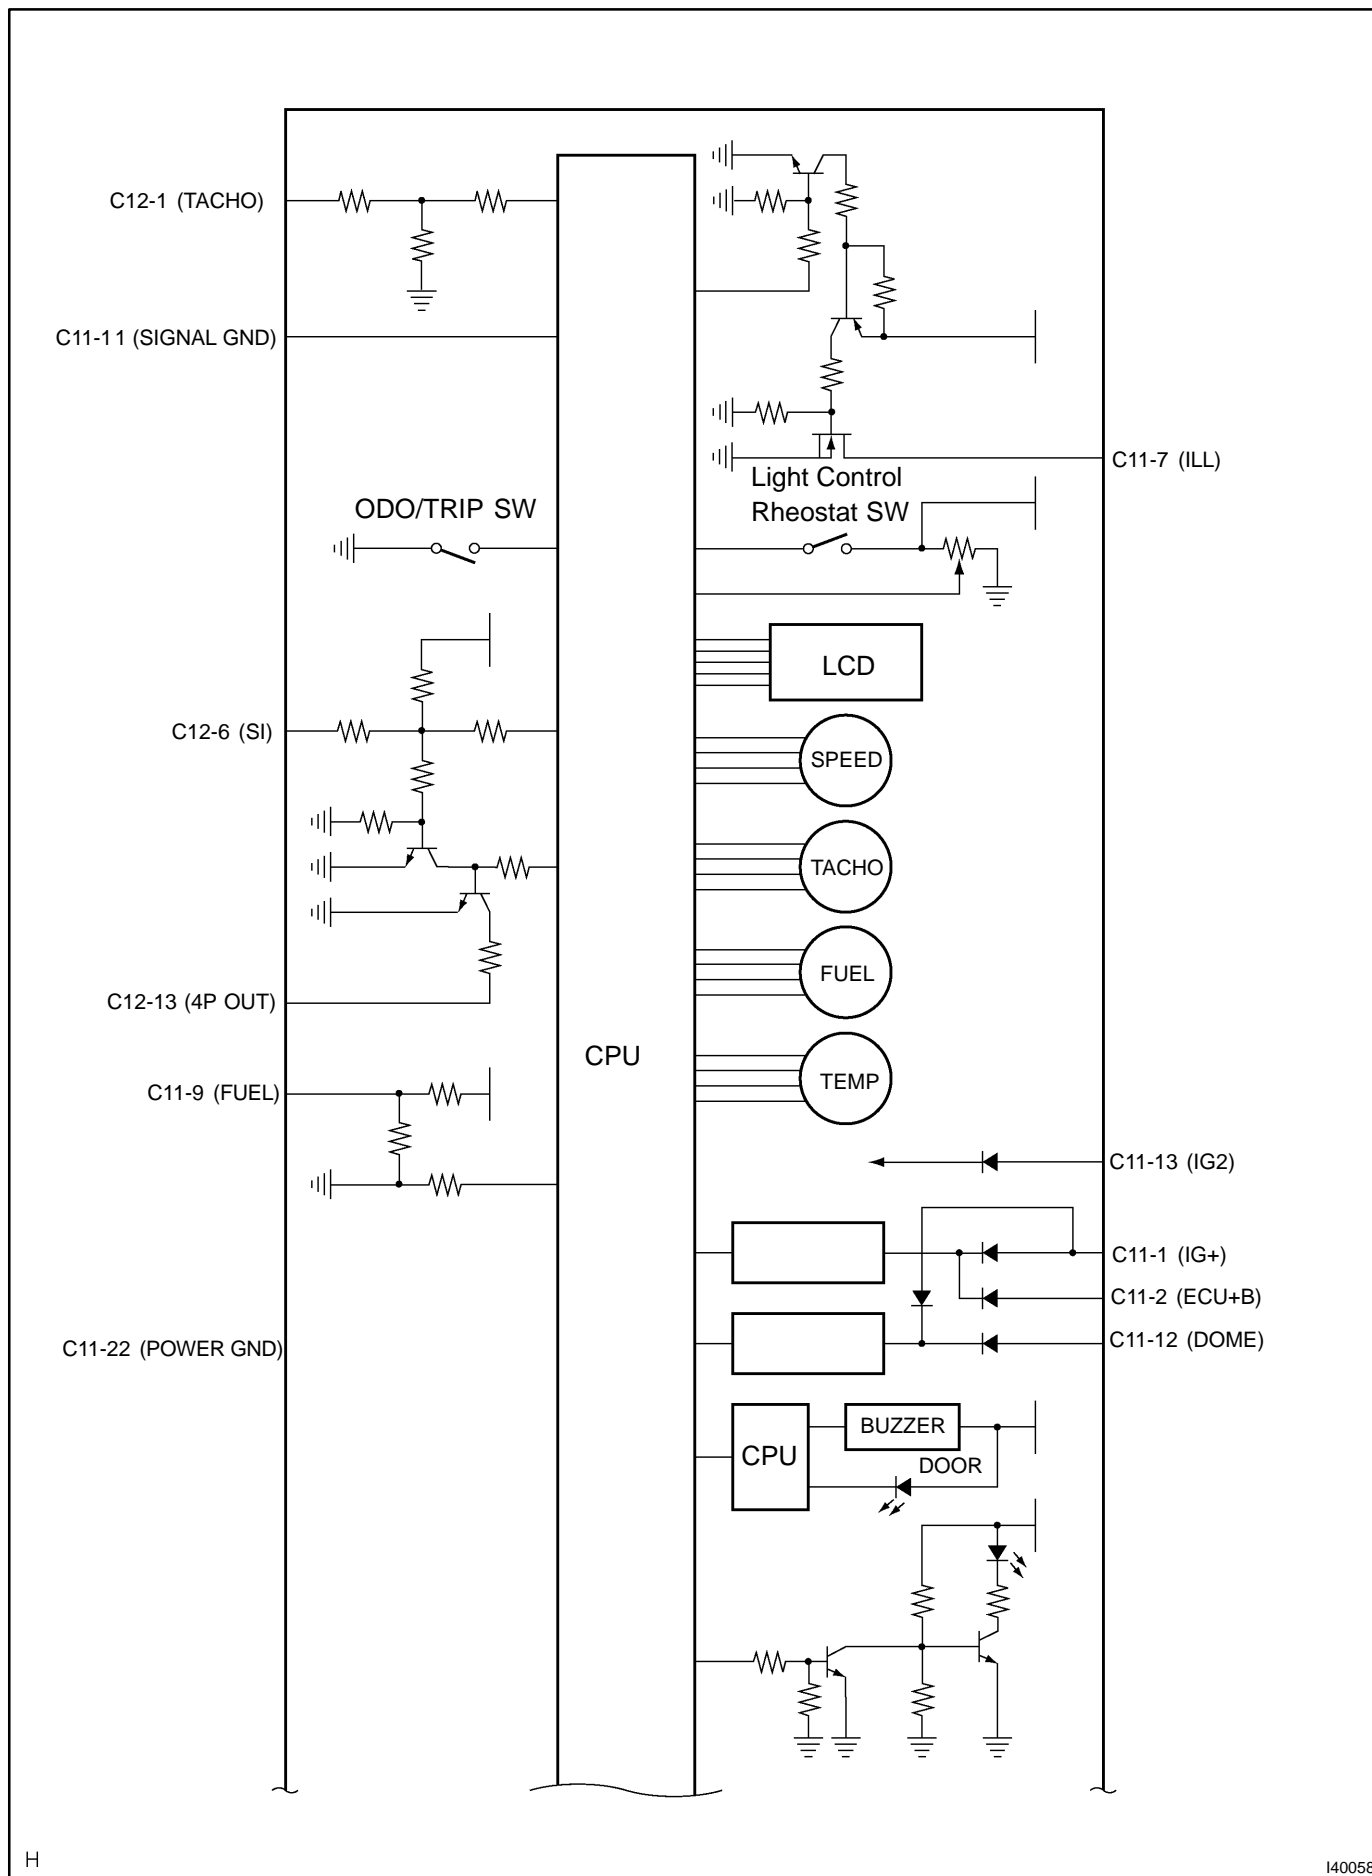 C12-1 (TACHO)
C11-11 (SIGNAL GND)
C11-7 (ILL)
Light Control
Rheostat SW
ODO/TRIP SW
LCD
C12-6 (SI)
SPEED
TACHO
FUEL
C12-13 (4P OUT)
CPU
TEMP
C11-9 (FUEL)
C11-13 (IG2)
C11-1 (IG+)
C11-2 (ECU+B)
C11-22 (POWER GND)
C11-12 (DOME)
BUZZER
CPU
DOOR
H
I40058